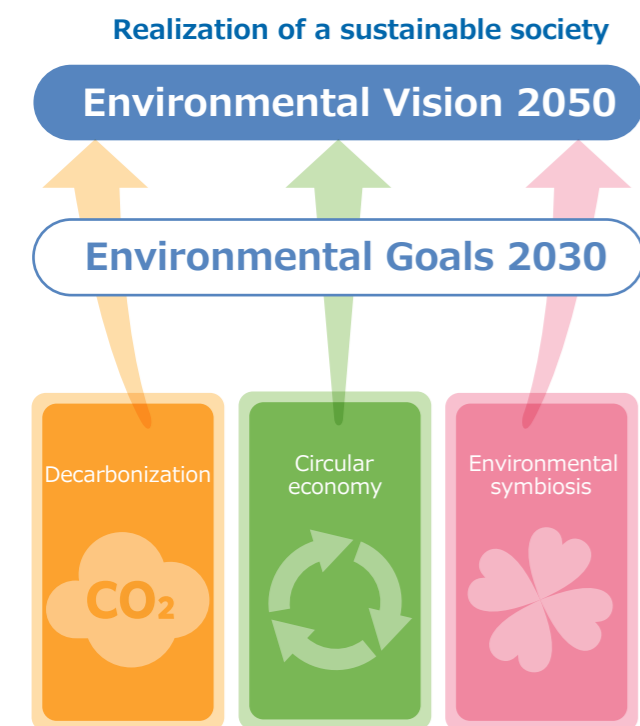 Realization of a sustainable society
Environmental Vision 2050
Environmental Goals 2030
Decarbonization
CO₂
Circular
economy
Environmental
symbiosis